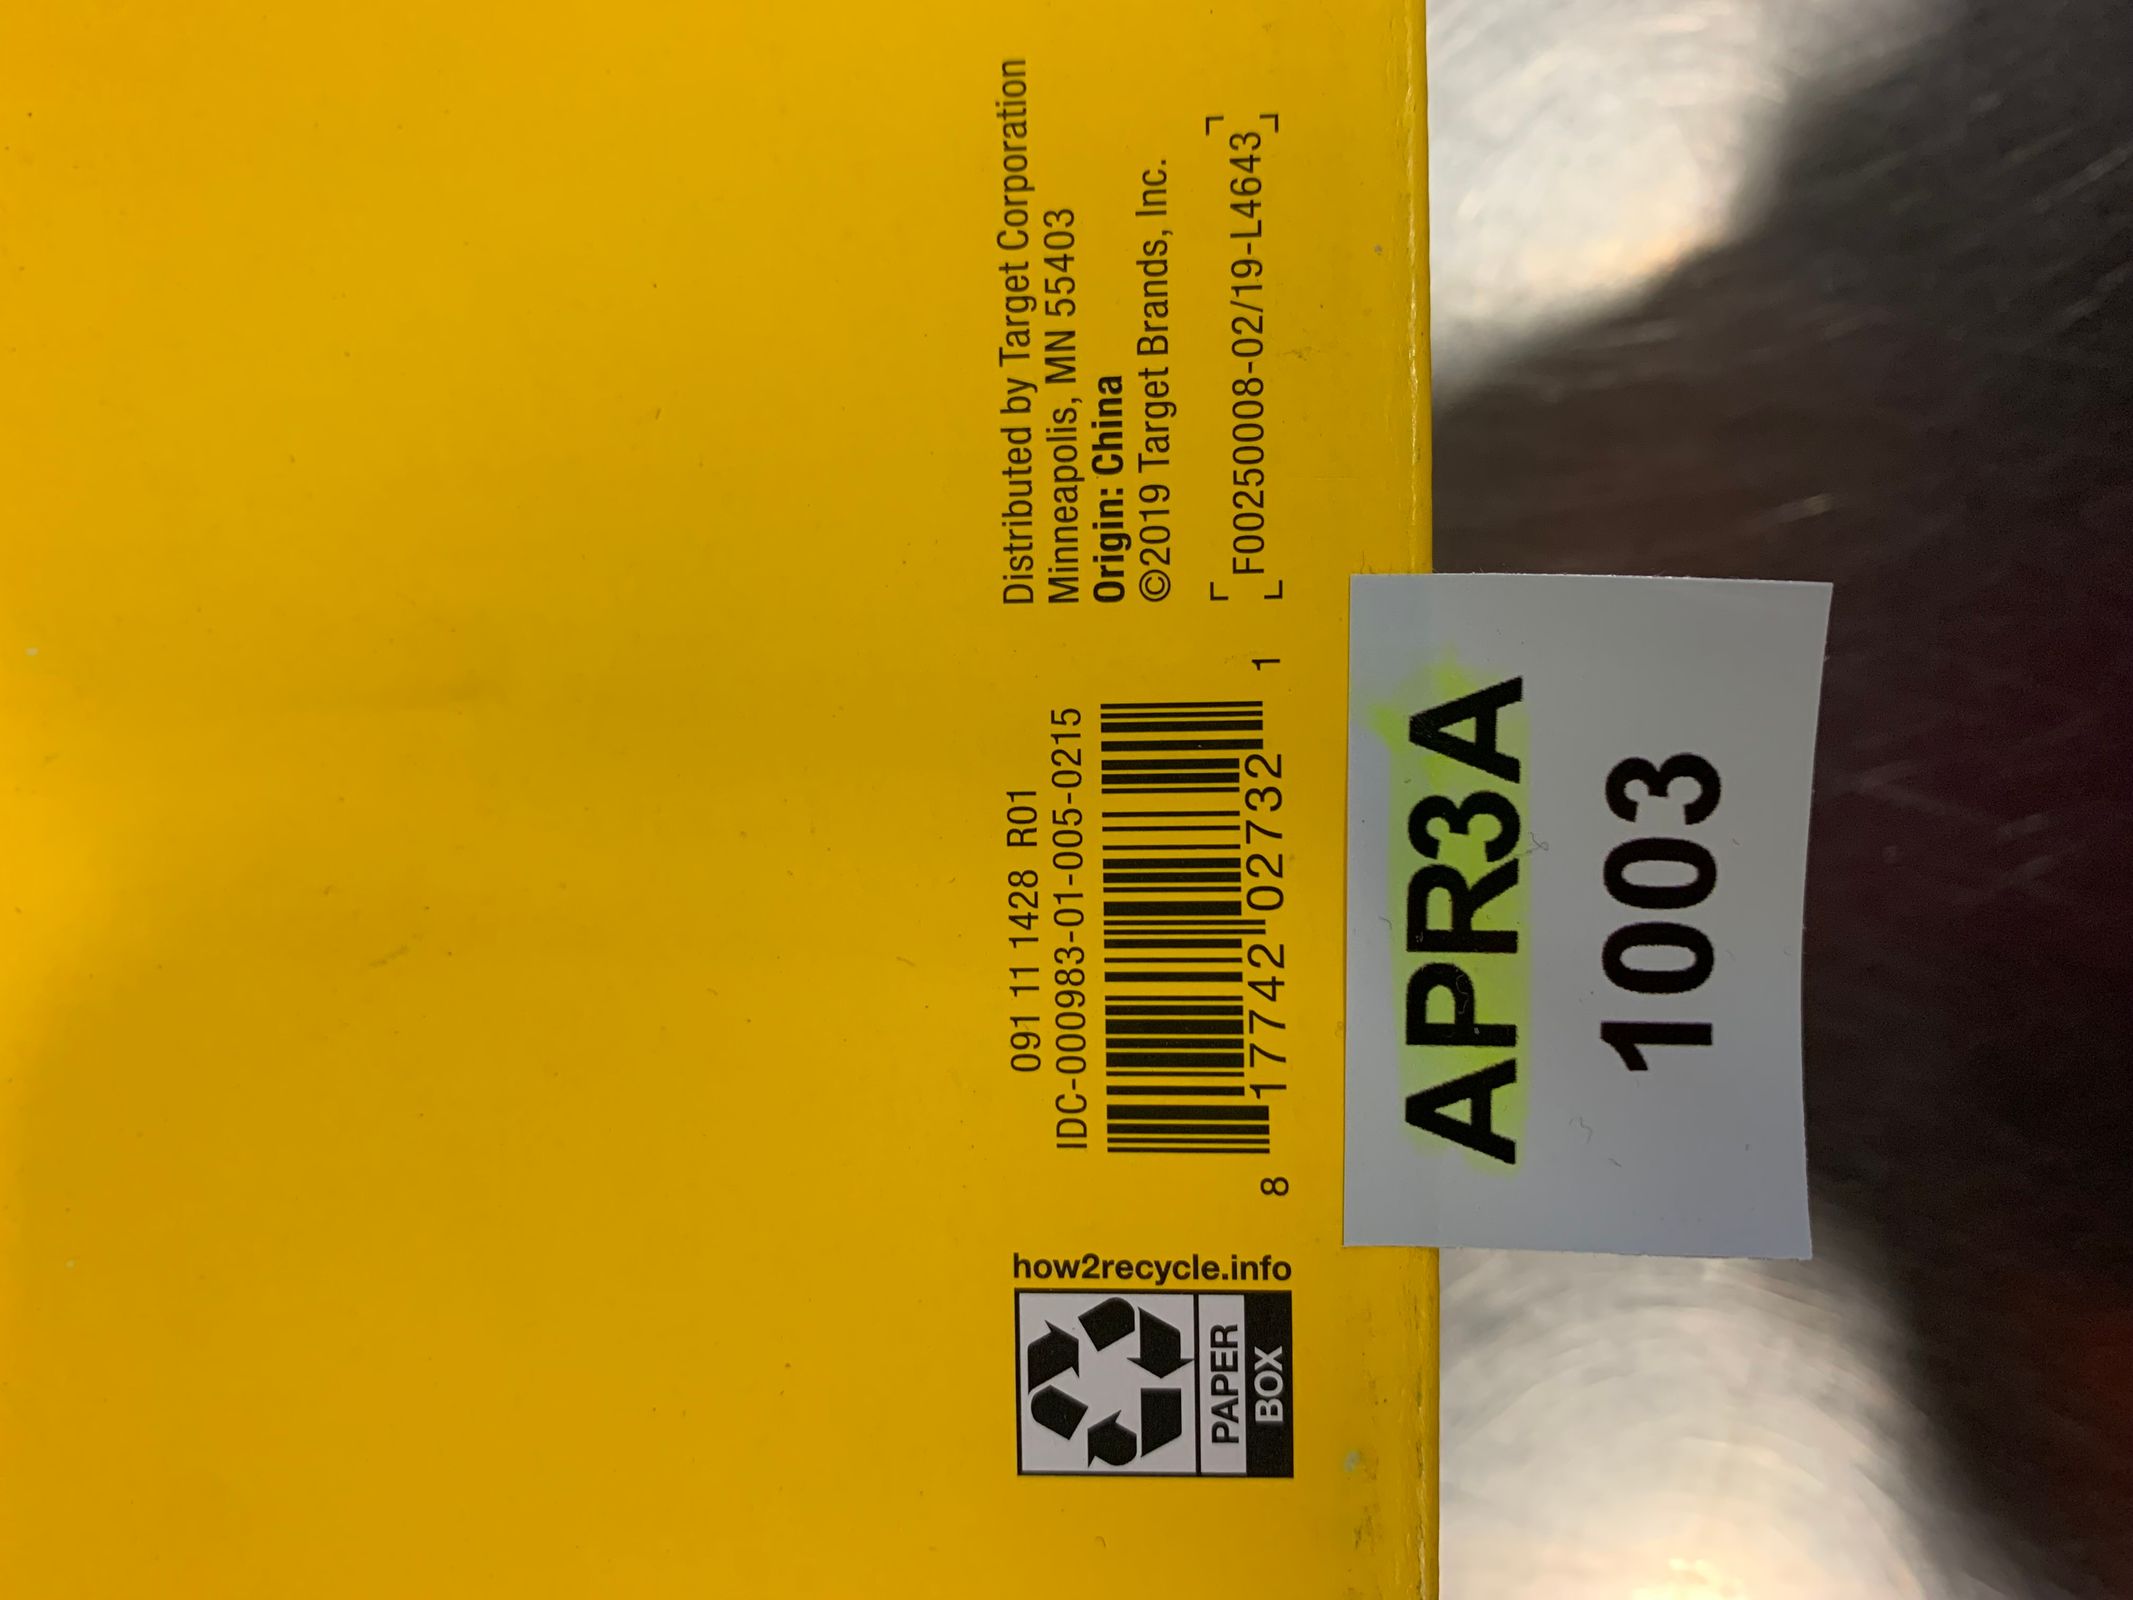 how2recycle.info
PAPER
BOX
091 11 1428 R01
IDC-000983-01-005-0215
8 17742 02732 1
Distributed by Target Corporation
Minneapolis, MN 55403
Origin: China
©2019 Target Brands, Inc.
F00250008-02/19-L4643
APR3A
1003